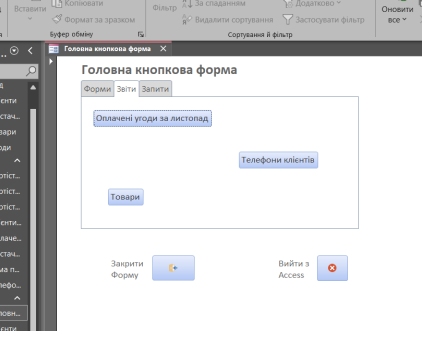 Копіювати
За спаданням
Додатково
Вставити
Формат за зразком
Фільтр
Видалити сортування
Застосувати фільтр
Оновити
все
Буфер обміну
Сортування й фільтр
Головна кнопкова форма
Головна кнопкова форма
Форми
Звіти
Запити
Оплачені угоди за листопад
Телефони клієнтів
Товари
Закрити
Форму
Вийти з
Access